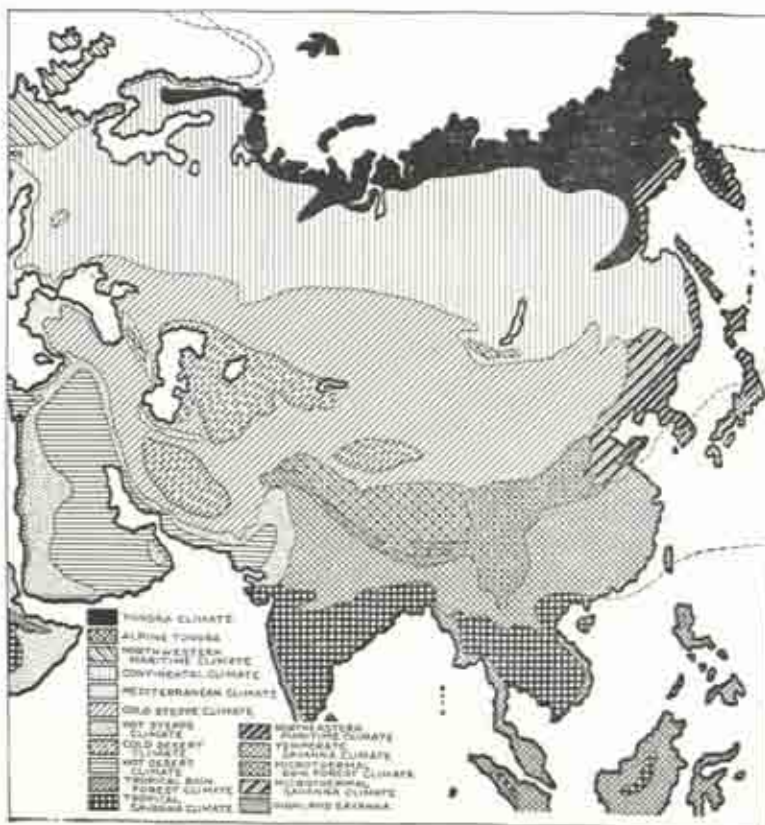 TUNDRA CLIMATE
ALPINE TUNDRA
NORTHWESTERN
MARITIME CLIMATE
CONTINENTAL CLIMATE
MEDITERRANEAN CLIMATE
COLD STEPPE CLIMATE
HOT STEPPE
CLIMATE
COLD DESERT
CLIMATE
HOT DESERT
CLIMATE
TROPICAL RAIN
FOREST CLIMATE
TROPICAL
SAVANNA CLIMATE
NORTHEASTERN
MARITIME CLIMATE
TEMPERATE
SAVANNA CLIMATE
MICROTHERMAL
RAIN FOREST CLIMATE
MICROTHERMAL
SAVANNA CLIMATE
HIGHLAND SAVANNA